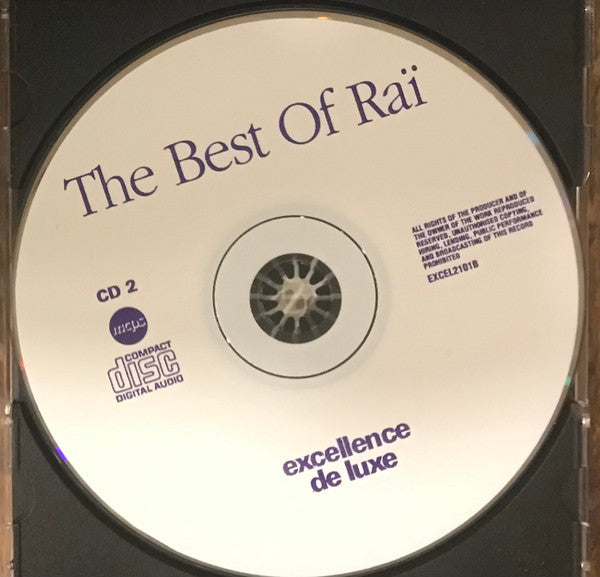 The Best Of Raï
ALL RIGHTS OF THE PRODUCER AND OF
THE OWNER OF THE WORK REPRODUCED
RESERVED. UNAUTHORISED COPYING,
HIRING, LENDING, PUBLIC PERFORMANCE
AND BROADCASTING OF THIS RECORD
PROHIBITED
EXCEL2101B
CD 2
mcps
COMPACT
disc
DIGITAL AUDIO
excellence
de luxe